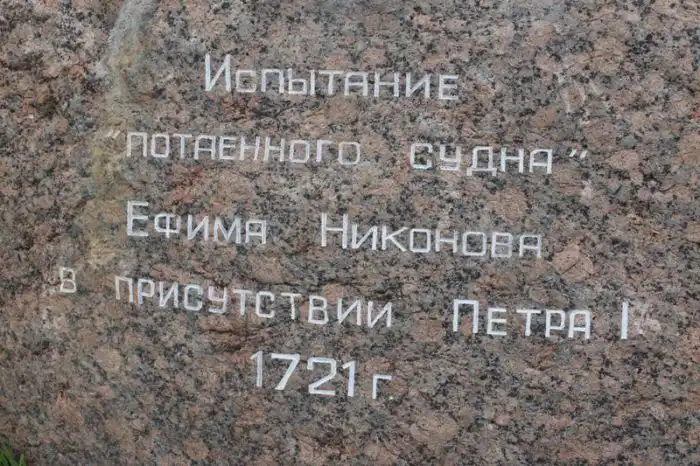 Испытание
"потаенного судна"
Ефима Никонова
в присутствии Петра I
1721 г.